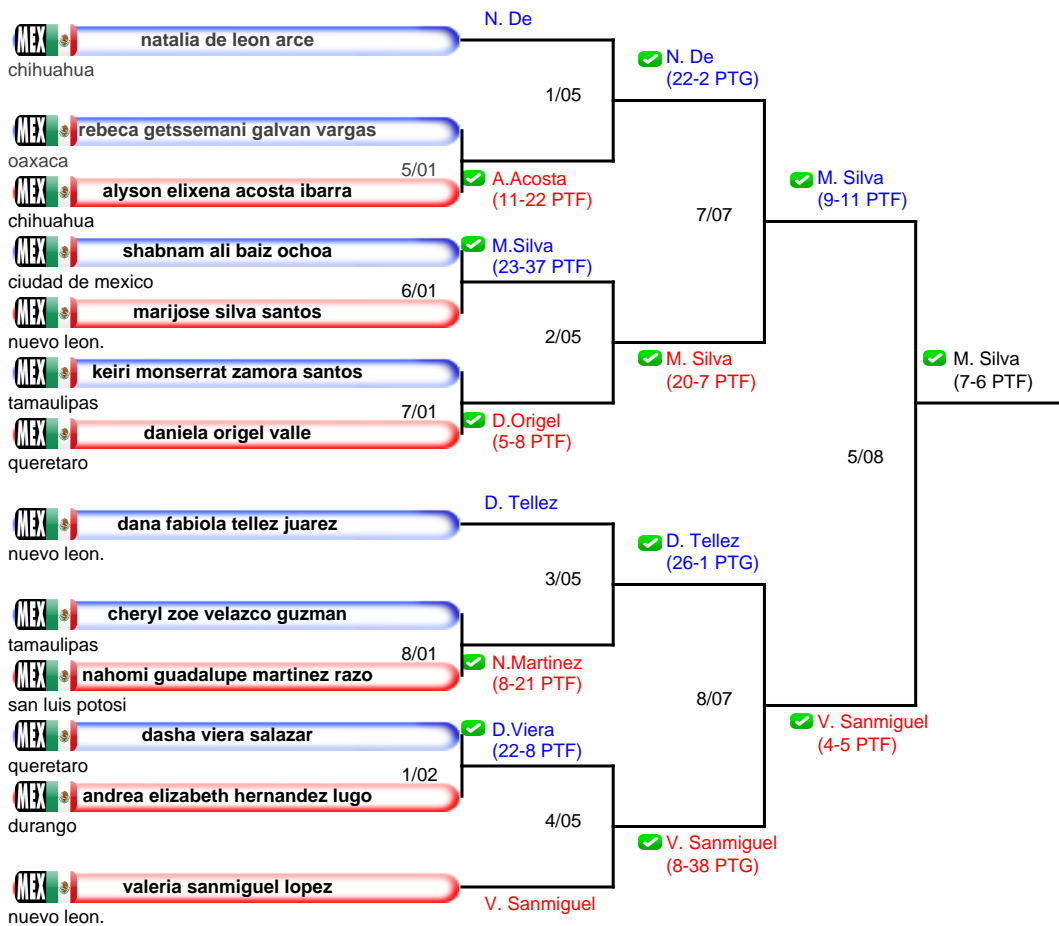 N. De
MEX natalia de leon arce
chihuahua
N. De
(22-2 PTG)
1/05
MEX rebeca getssemani galvan vargas
oaxaca
5/01
A.Acosta
(11-22 PTF)
MEX alyson elixena acosta ibarra
chihuahua
M. Silva
(9-11 PTF)
7/07
MEX shabnam ali baiz ochoa
ciudad de mexico
M.Silva
(23-37 PTF)
6/01
MEX marijose silva santos
nuevo leon.
2/05
M. Silva
(20-7 PTF)
M. Silva
(7-6 PTF)
MEX keiri monserrat zamora santos
tamaulipas
7/01
D.Origel
(5-8 PTF)
MEX daniela origel valle
queretaro
5/08
D. Tellez
MEX dana fabiola tellez juarez
nuevo leon.
D. Tellez
(26-1 PTG)
3/05
MEX cheryl zoe velazco guzman
tamaulipas
8/01
N.Martinez
(8-21 PTF)
MEX nahomi guadalupe martinez razo
san luis potosi
8/07
V. Sanmiguel
(4-5 PTF)
MEX dasha viera salazar
queretaro
D.Viera
(22-8 PTF)
1/02
MEX andrea elizabeth hernandez lugo
durango
4/05
V. Sanmiguel
(8-38 PTG)
MEX valeria sanmiguel lopez
nuevo leon.
V. Sanmiguel